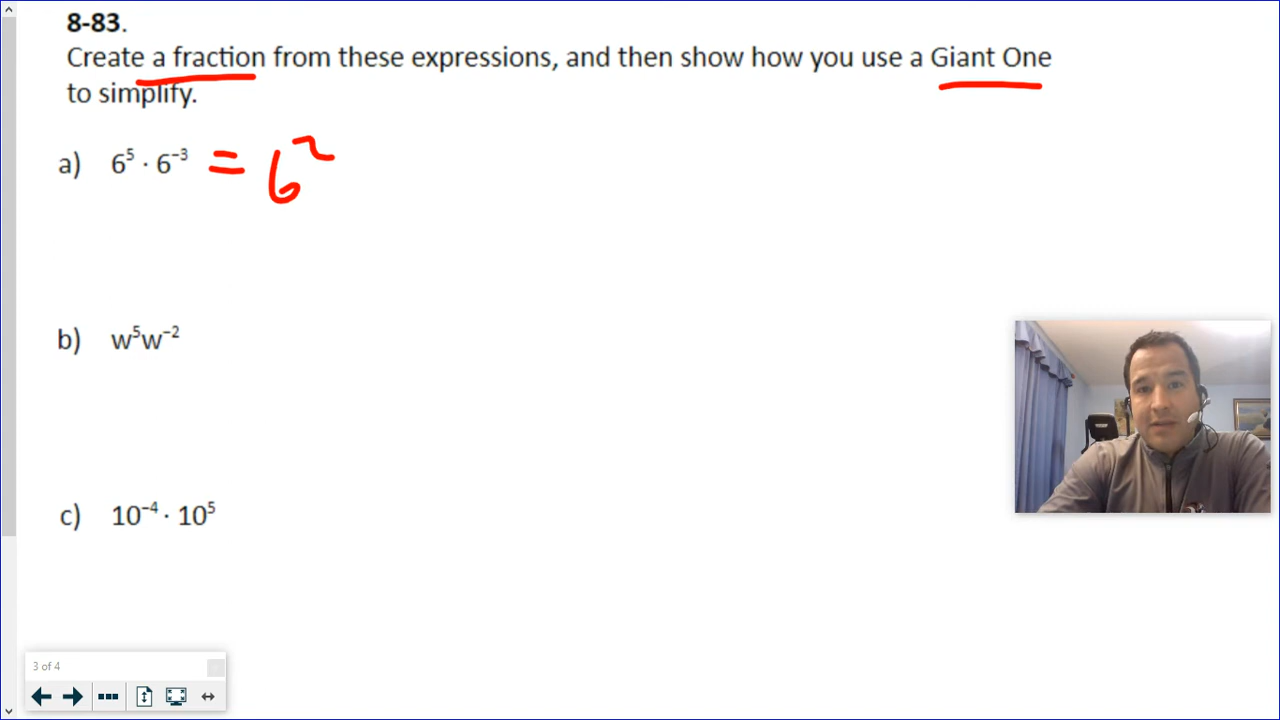 8-83.
Create a fraction from these expressions, and then show how you use a Giant One
to simplify.
a) 6⁵ · 6⁻³ = 6²
b) w⁵w⁻²
c) 10⁻⁴ · 10⁵
3 of 4